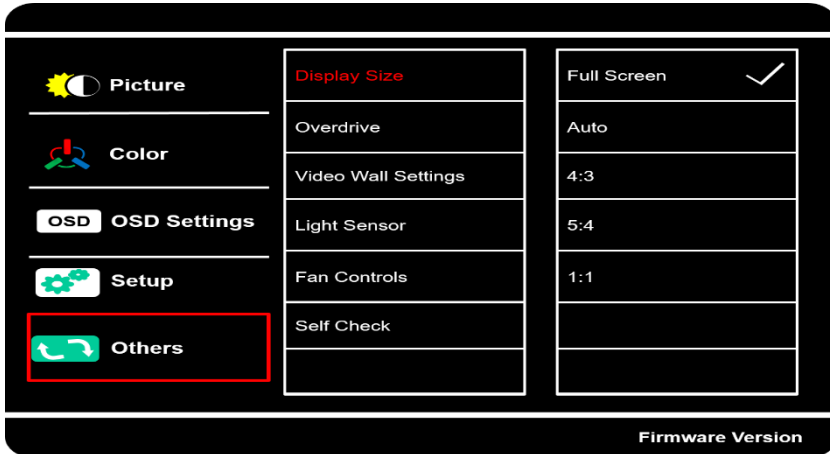 Picture
Color
OSD OSD Settings
Setup
Others
Display Size
Overdrive
Video Wall Settings
Light Sensor
Fan Controls
Self Check
Full Screen
Auto
4:3
5:4
1:1
Firmware Version